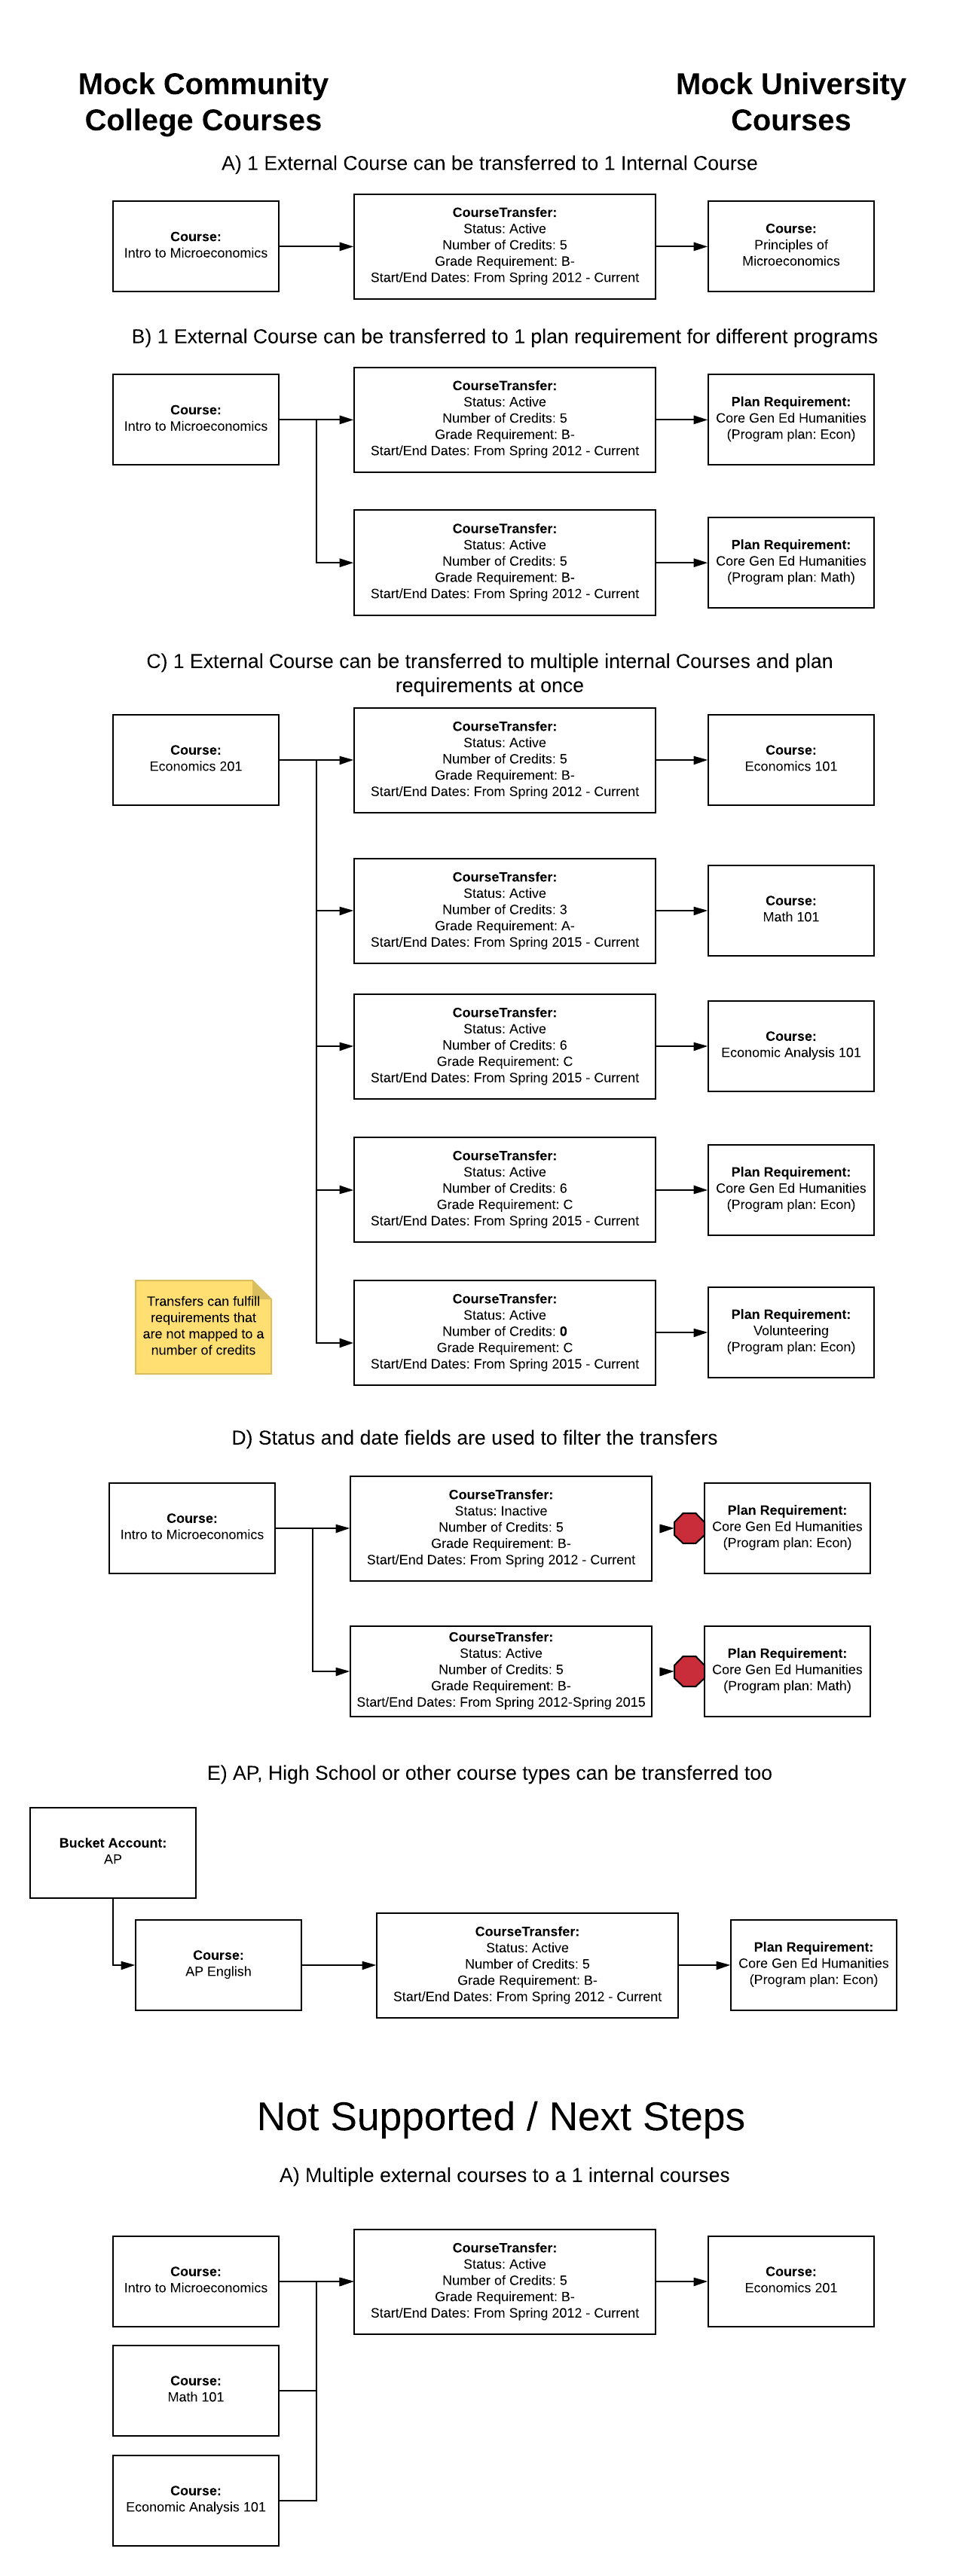 Mock Community
College Courses
Mock University
Courses
A) 1 External Course can be transferred to 1 Internal Course
Course:
Intro to Microeconomics
CourseTransfer:
Status: Active
Number of Credits: 5
Grade Requirement: B-
Start/End Dates: From Spring 2012 - Current
Course:
Principles of
Microeconomics
B) 1 External Course can be transferred to 1 plan requirement for different programs
Course:
Intro to Microeconomics
CourseTransfer:
Status: Active
Number of Credits: 5
Grade Requirement: B-
Start/End Dates: From Spring 2012 - Current
Plan Requirement:
Core Gen Ed Humanities
(Program plan: Econ)
CourseTransfer:
Status: Active
Number of Credits: 5
Grade Requirement: B-
Start/End Dates: From Spring 2012 - Current
Plan Requirement:
Core Gen Ed Humanities
(Program plan: Math)
C) 1 External Course can be transferred to multiple internal Courses and plan
requirements at once
Course:
Economics 201
CourseTransfer:
Status: Active
Number of Credits: 5
Grade Requirement: B-
Start/End Dates: From Spring 2012 - Current
Course:
Economics 101
CourseTransfer:
Status: Active
Number of Credits: 3
Grade Requirement: A-
Start/End Dates: From Spring 2015 - Current
Course:
Math 101
CourseTransfer:
Status: Active
Number of Credits: 6
Grade Requirement: C
Start/End Dates: From Spring 2015 - Current
Course:
Economic Analysis 101
CourseTransfer:
Status: Active
Number of Credits: 6
Grade Requirement: C
Start/End Dates: From Spring 2015 - Current
Plan Requirement:
Core Gen Ed Humanities
(Program plan: Econ)
Transfers can fulfill
requirements that
are not mapped to a
number of credits
CourseTransfer:
Status: Active
Number of Credits: 0
Grade Requirement: C
Start/End Dates: From Spring 2015 - Current
Plan Requirement:
Volunteering
(Program plan: Econ)
D) Status and date fields are used to filter the transfers
Course:
Intro to Microeconomics
CourseTransfer:
Status: Inactive
Number of Credits: 5
Grade Requirement: B-
Start/End Dates: From Spring 2012 - Current
Plan Requirement:
Core Gen Ed Humanities
(Program plan: Econ)
CourseTransfer:
Status: Active
Number of Credits: 5
Grade Requirement: B-
Start/End Dates: From Spring 2012-Spring 2015
Plan Requirement:
Core Gen Ed Humanities
(Program plan: Math)
E) AP, High School or other course types can be transferred too
Bucket Account:
AP
Course:
AP English
CourseTransfer:
Status: Active
Number of Credits: 5
Grade Requirement: B-
Start/End Dates: From Spring 2012 - Current
Plan Requirement:
Core Gen Ed Humanities
(Program plan: Econ)
Not Supported / Next Steps
A) Multiple external courses to a 1 internal courses
Course:
Intro to Microeconomics
CourseTransfer:
Status: Active
Number of Credits: 5
Grade Requirement: B-
Start/End Dates: From Spring 2012 - Current
Course:
Economics 201
Course:
Math 101
Course:
Economic Analysis 101